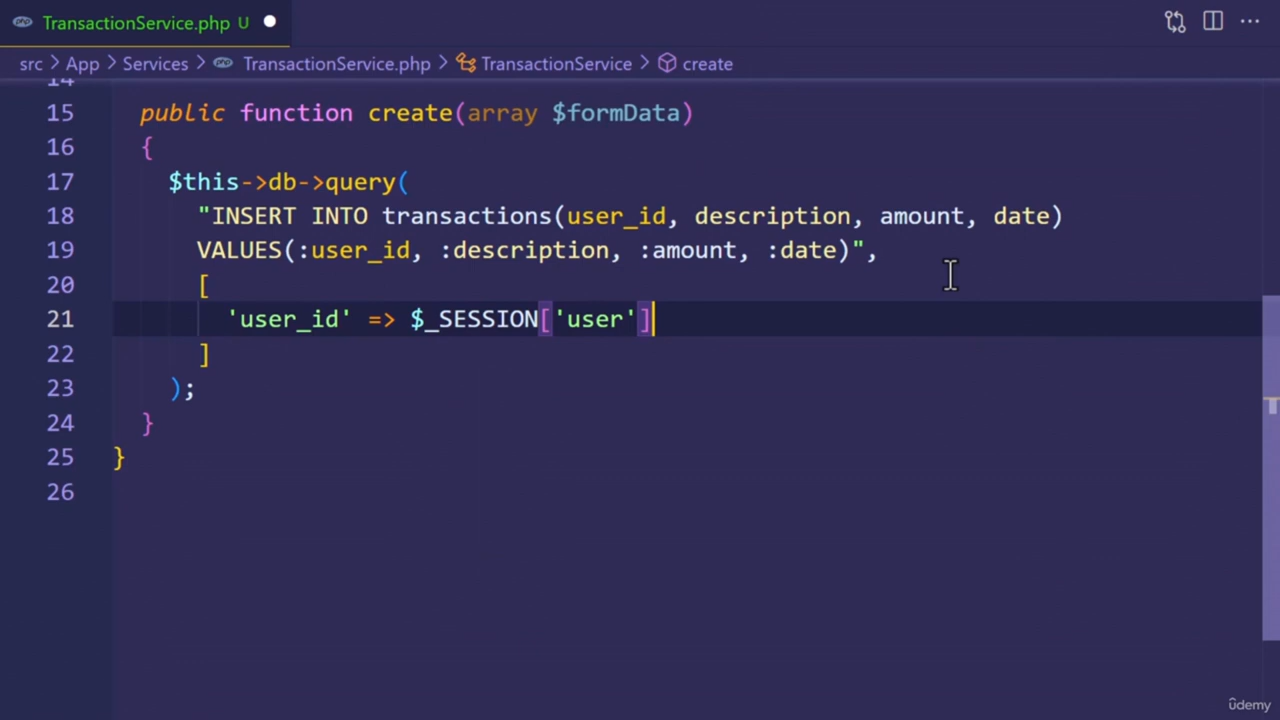 TransactionService.php U
src > App > Services > TransactionService.php > TransactionService > create
14
15 public function create(array $formData)
16 {
17 $this->db->query(
18 "INSERT INTO transactions(user_id, description, amount, date)
19 VALUES(:user_id, :description, :amount, :date)",
20 [
21 'user_id' => $_SESSION['user']
22 ]
23 );
24 }
25 }
26
udemy